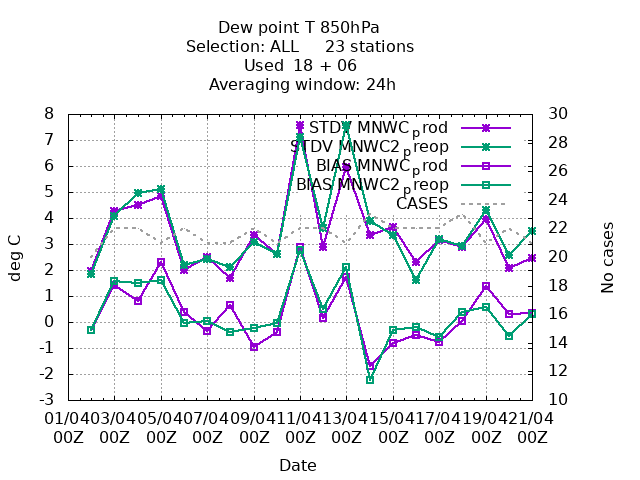 Dew point T 850hPa
Selection: ALL     23 stations
Used  18 + 06
Averaging window: 24h
8
7
6
5
4
3
2
1
0
-1
-2
-3
deg C
30
28
26
24
22
20
18
16
14
12
10
No cases
STDV MNWCprod
STDV MNWC2preop
BIAS MNWCprod
BIAS MNWC2preop
CASES
01/04 03/04 05/04 07/04 09/04 11/04 13/04 15/04 17/04 19/04 21/04
00Z 00Z 00Z 00Z 00Z 00Z 00Z 00Z 00Z 00Z 00Z
Date